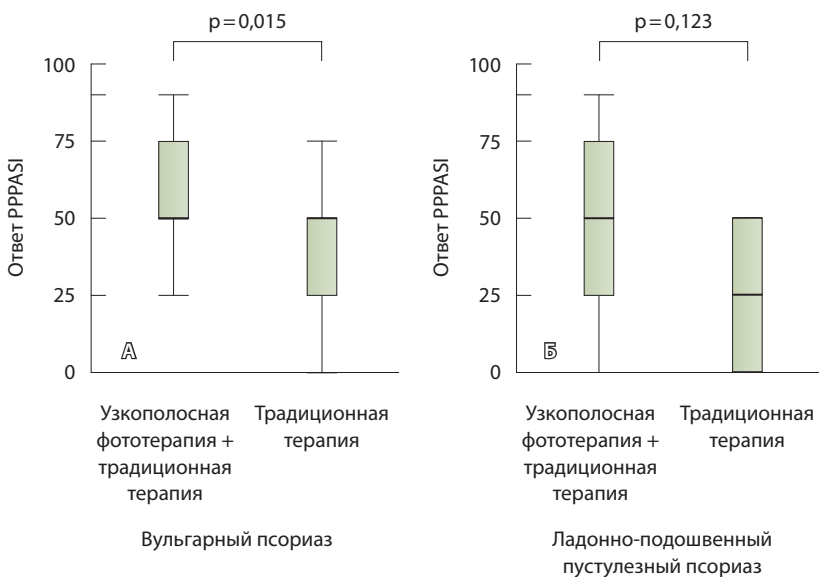 p=0,015
100
75
50
25
0
Ответ PPPASI
А
Узкополосная
фототерапия +
традиционная
терапия
Традиционная
терапия
Вульгарный псориаз
p=0,123
100
75
50
25
0
Ответ PPPASI
Б
Узкополосная
фототерапия +
традиционная
терапия
Традиционная
терапия
Ладонно-подошвенный
пустулезный псориаз